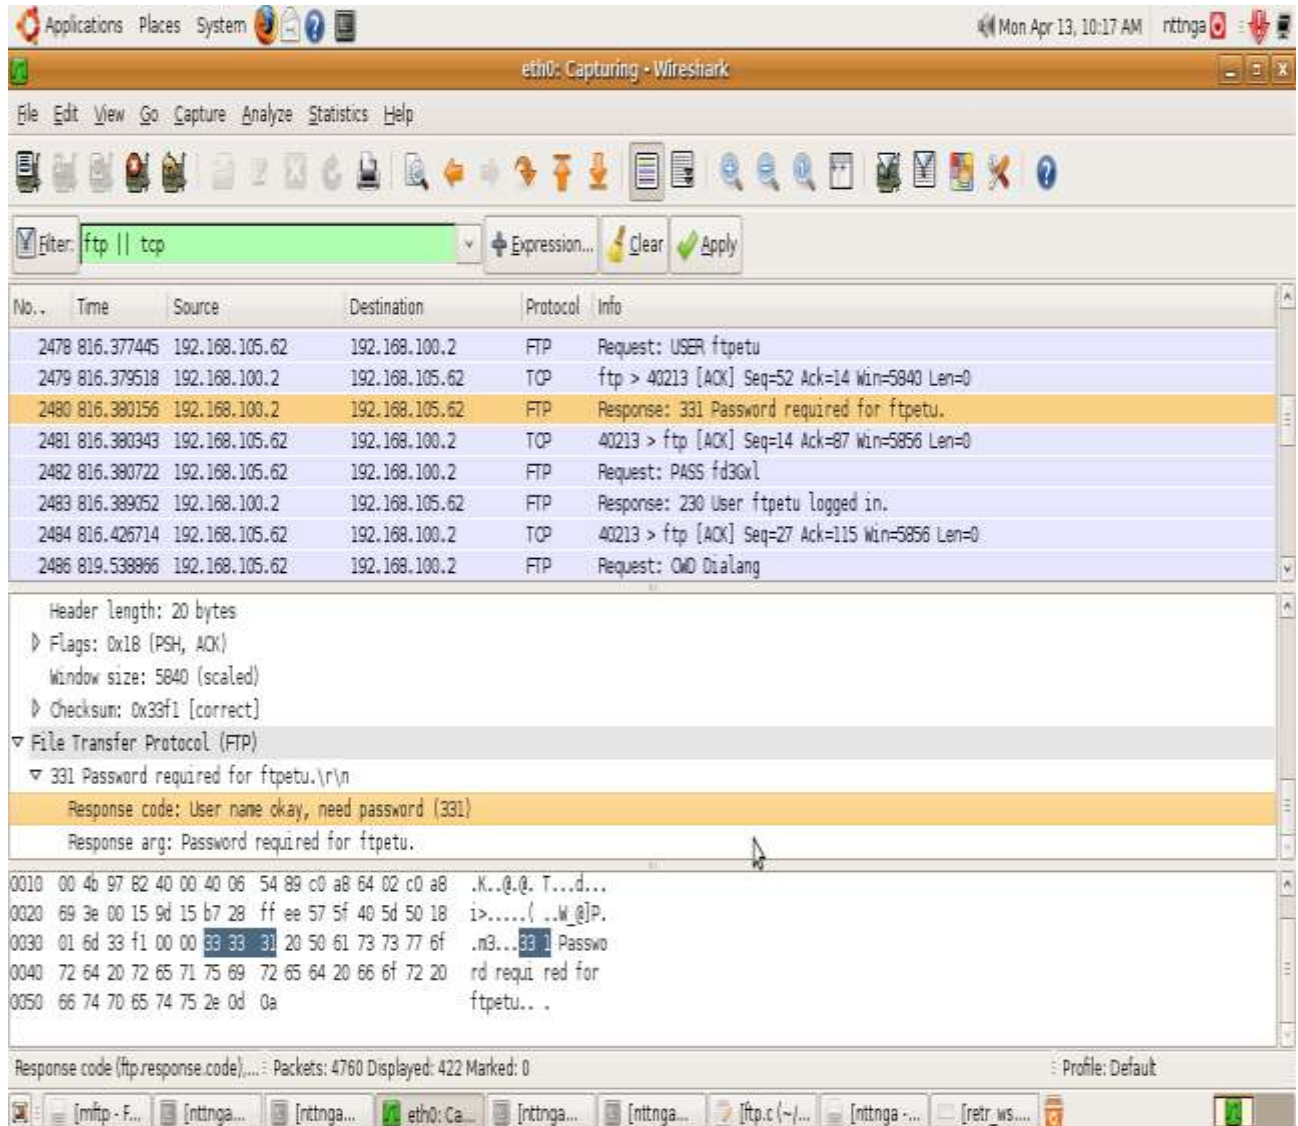 Applications Places System Mon Apr 13, 10:17 AM nttnga
eth0: Capturing - Wireshark
File Edit View Go Capture Analyze Statistics Help
Filter: ftp || tcp Expression... Clear Apply
No. . Time Source Destination Protocol Info
2478 816.377445 192.168.105.62 192.168.100.2 FTP Request: USER ftpetu
2479 816.379518 192.168.100.2 192.168.105.62 TCP ftp > 40213 [ACK] Seq=52 Ack=14 Win=5840 Len=0
2480 816.380156 192.168.100.2 192.168.105.62 FTP Response: 331 Password required for ftpetu.
2481 816.380343 192.168.105.62 192.168.100.2 TCP 40213 > ftp [ACK] Seq=14 Ack=87 Win=5856 Len=0
2482 816.380722 192.168.105.62 192.168.100.2 FTP Request: PASS fd3Gxl
2483 816.389052 192.168.100.2 192.168.105.62 FTP Response: 230 User ftpetu logged in.
2484 816.426714 192.168.105.62 192.168.100.2 TCP 40213 > ftp [ACK] Seq=27 Ack=115 Win=5856 Len=0
2486 819.538966 192.168.105.62 192.168.100.2 FTP Request: CWD Dialang
Header length: 20 bytes
Flags: 0x18 (PSH, ACK)
Window size: 5840 (scaled)
Checksum: 0x33f1 [correct]
File Transfer Protocol (FTP)
331 Password required for ftpetu.\r\n
Response code: User name okay, need password (331)
Response arg: Password required for ftpetu.
0010 00 4b 97 82 40 00 40 06 54 89 c0 a8 64 02 c0 a8 .K..@.@. T...d...
0020 69 3e 00 15 9d 15 b7 28 ff ee 57 5f 40 5d 50 18 i>.....( ..W_@]P.
0030 01 6d 33 f1 00 00 33 33 31 20 50 61 73 73 77 6f .m3...33 1 Passwo
0040 72 64 20 72 65 71 75 69 72 65 64 20 66 6f 72 20 rd requi red for
0050 66 74 70 65 74 75 2e 0d 0a ftpetu.. .
Response code (ftp.response.code),... Packets: 4760 Displayed: 422 Marked: 0 Profile: Default
[mftp - F... [nttnga... [nttnga... eth0: Ca... [nttnga... [nttnga... [ftp.c (~/... [nttnga -... [retr_ws....